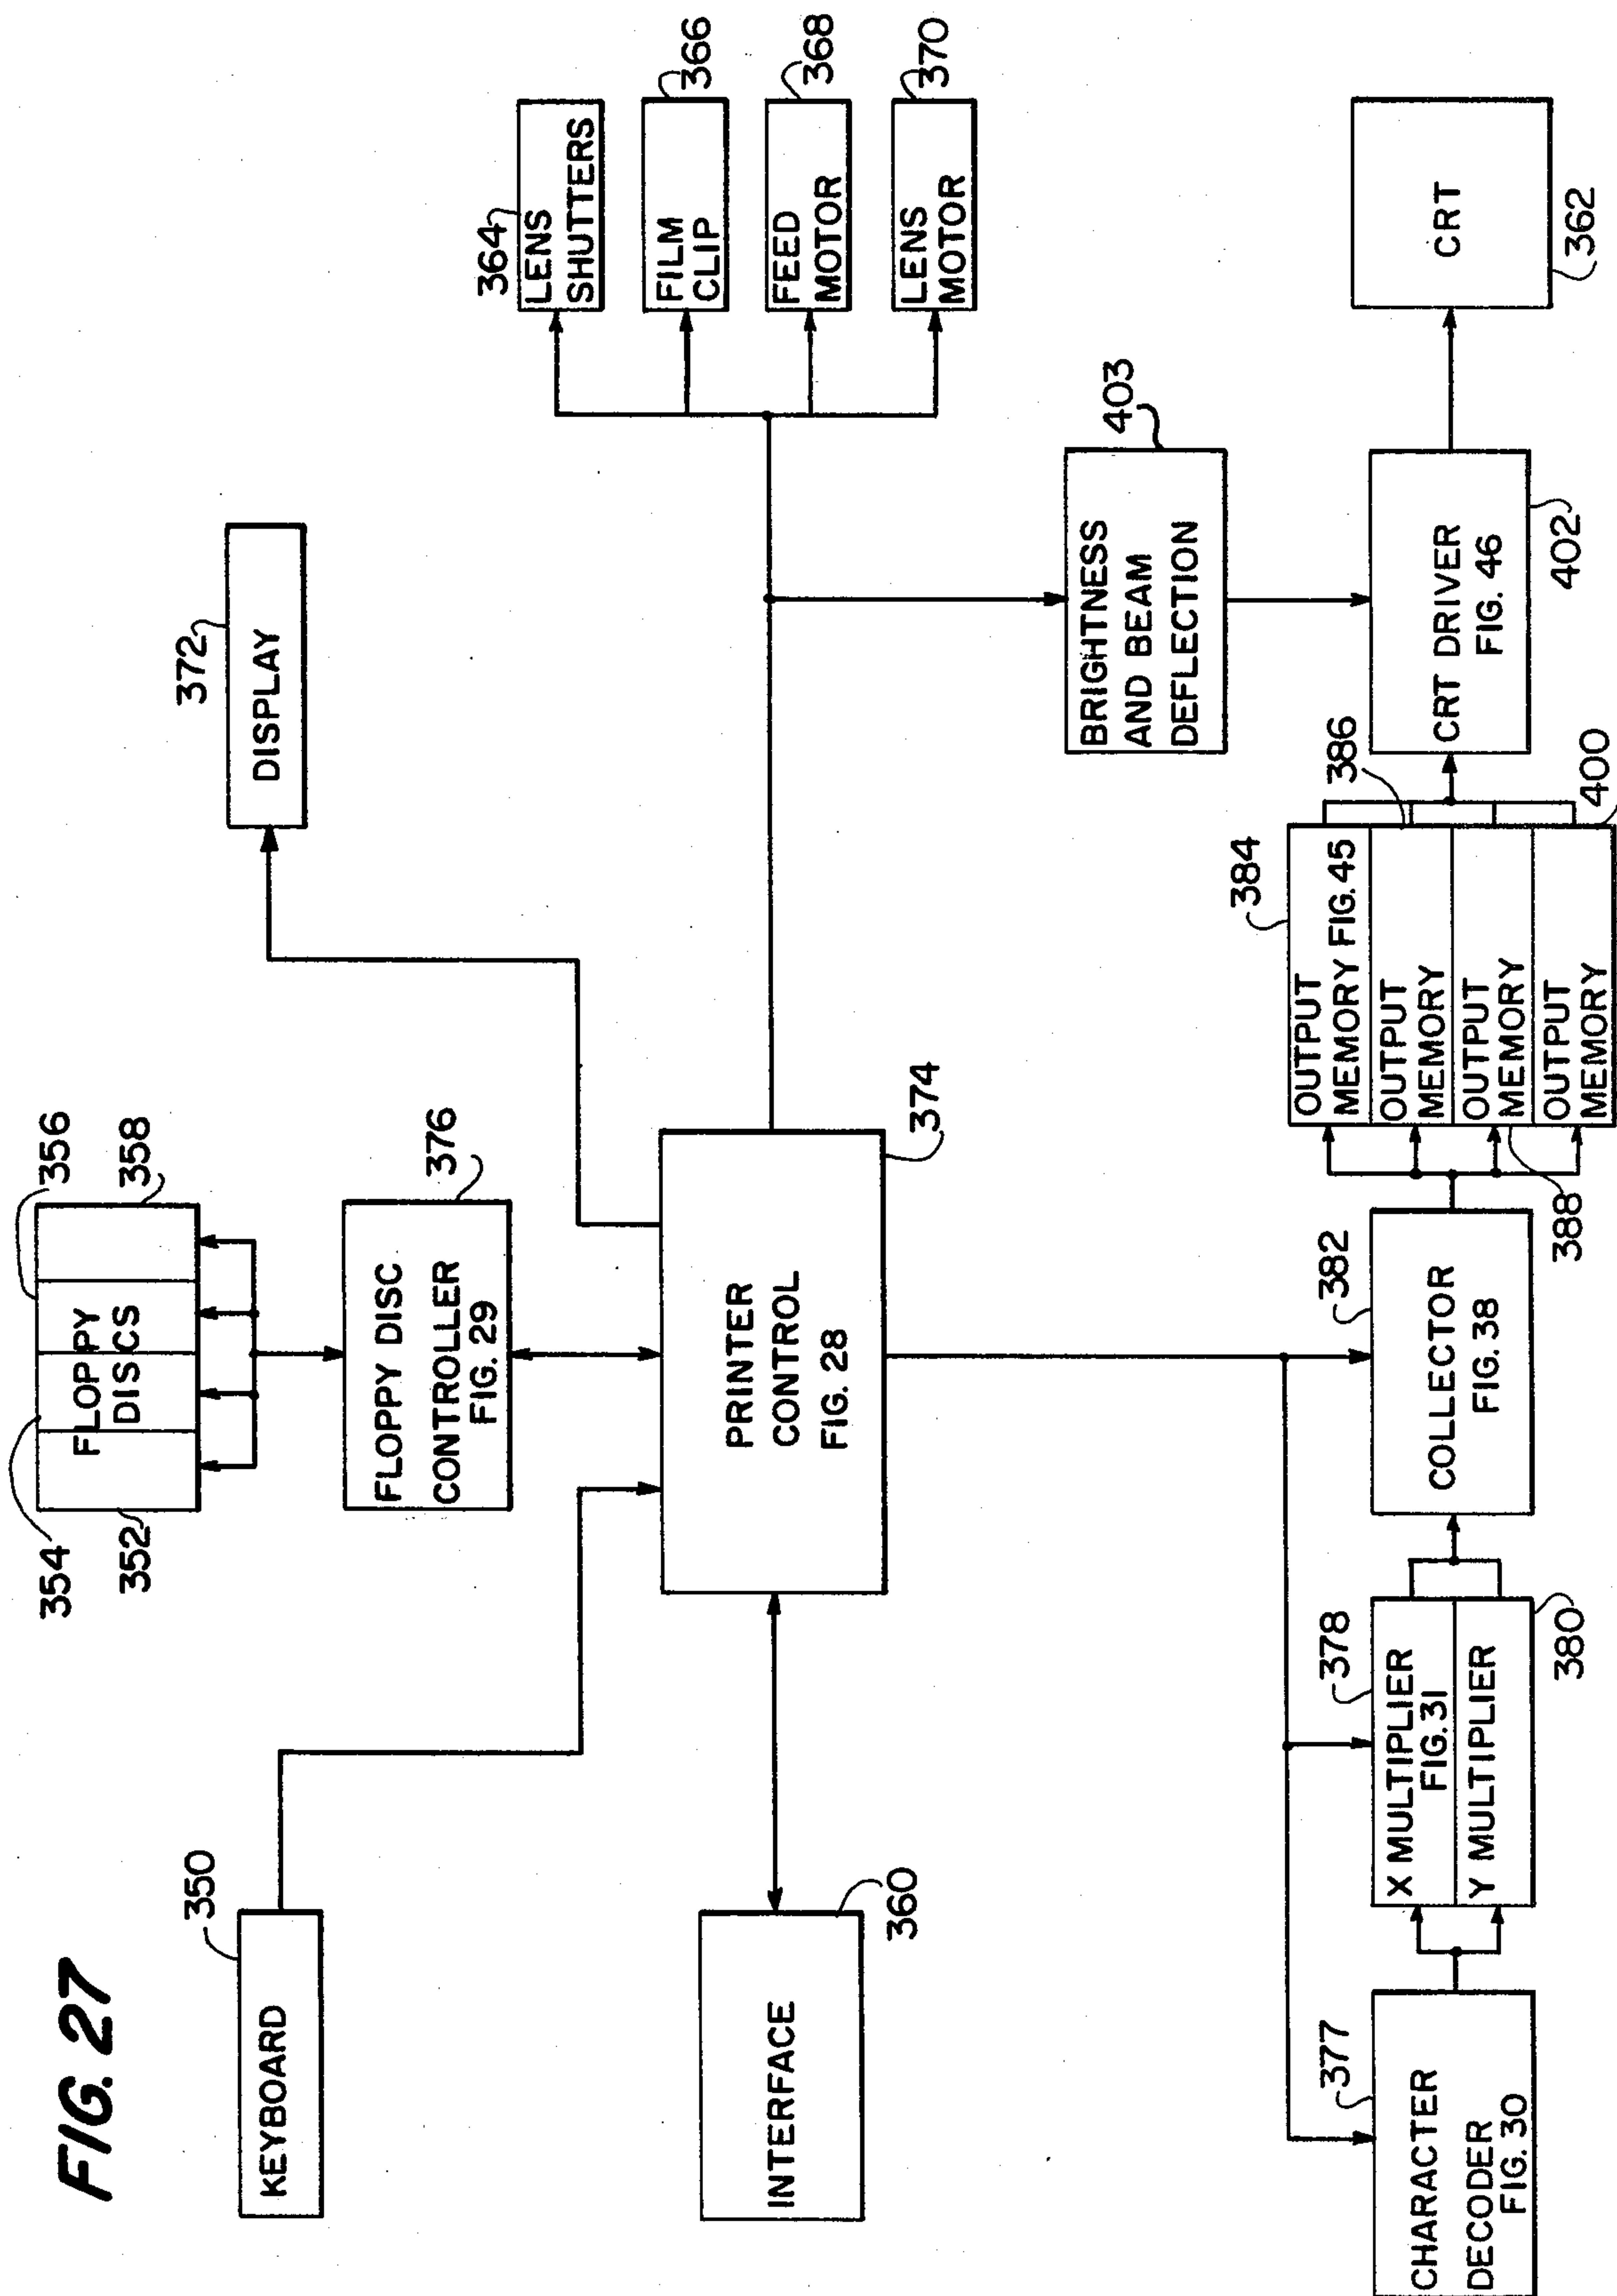 FIG. 27
350
KEYBOARD
INTERFACE
360
354
352
356
358
FLOPPY
DISCS
376
FLOPPY DISC
CONTROLLER
FIG. 29
PRINTER
CONTROL
FIG. 28
374
372
DISPLAY
364
LENS
SHUTTERS
366
FILM
CLIP
368
FEED
MOTOR
370
LENS
MOTOR
403
BRIGHTNESS
AND BEAM
DEFLECTION
377
CHARACTER
DECODER
FIG. 30
378
X MULTIPLIER
FIG. 31
Y MULTIPLIER
380
382
COLLECTOR
FIG. 38
384
OUTPUT
MEMORY FIG. 45
386
OUTPUT
MEMORY
388
OUTPUT
MEMORY
OUTPUT
MEMORY
400
CRT DRIVER
FIG. 46
402
CRT
362